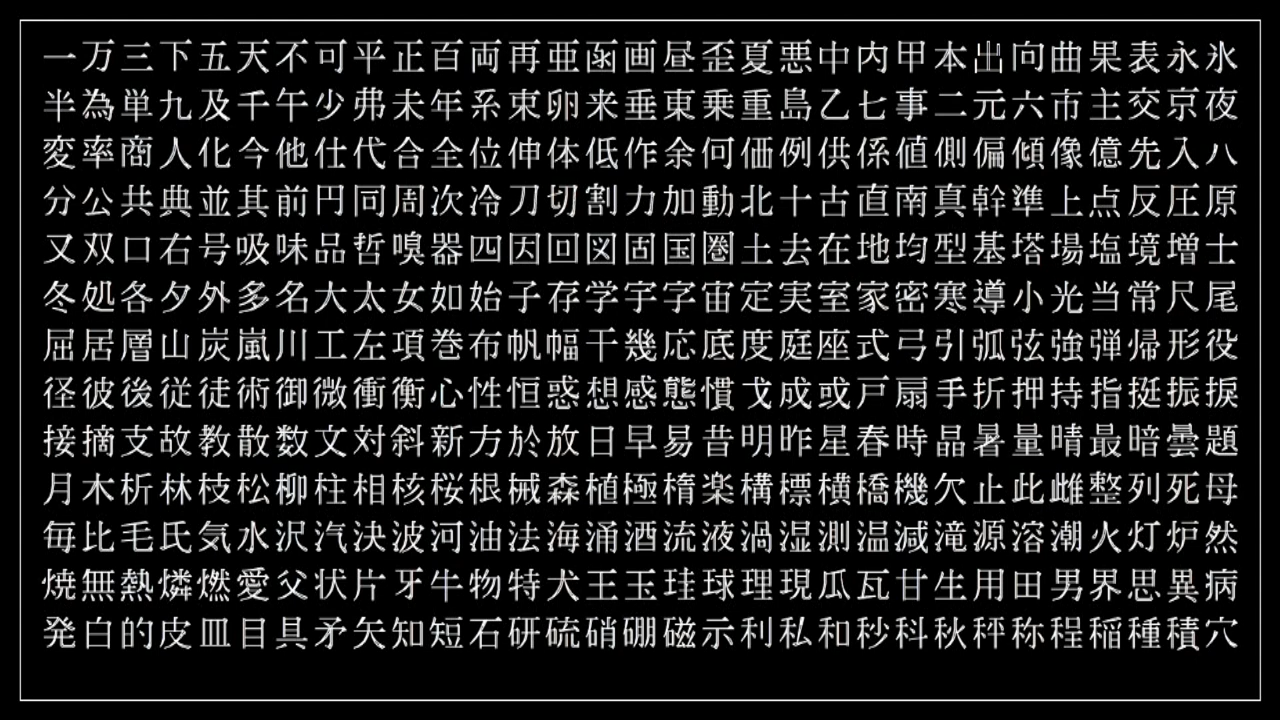 一万三下五天不可平正百両再亜函画昼歪夏悪中内甲本出向曲果表永氷
半為単九及千午少弗未年系束卵来垂東乗重島乙七事二元六市主交京夜
変率商人化今他仕代合全位伸体低作余何価例供係値側偏傾像億先入八
分公共典並其前円同周次冷刀切割力加動北十古直南真幹準上点反圧原
又双口右号吸味品哲嗅器四因回図固国圏土去在地均型基塔場塩境増士
冬処各夕外多名大太女如始子存学宇字宙定実室家密寒導小光当常尺尾
屈居層山炭嵐川工左項巻布帆幅干幾応底度庭座式弓引弧弦強弾帰形役
径彼後従徒術御微衝衡心性恒惑想感態慣戈成或戸扇手折押持指挺振捩
接摘支故教散数文対斜新方於放日早易昔明昨星春時晶暑量晴最暗曇題
月木析林枝松柳柱相核桜根械森植極楕楽構標横橋機欠止此雌整列死母
毎比毛氏気水沢汽決波河油法海涌酒流液渦湿測温減滝源溶潮火灯炉然
焼無熱燐燃愛父状片牙牛物特犬王玉珪球理現瓜瓦甘生用田男界思異病
発白的皮皿目具矛矢知短石研硫硝硼磁示利私和秒科秋秤称程稲種積穴